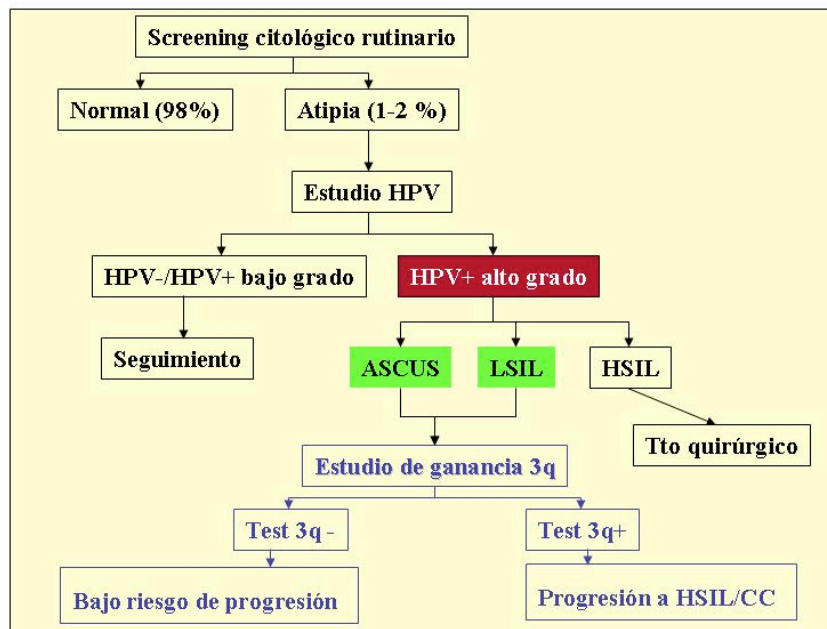 Screening citológico rutinario
Normal (98%)
Atipia (1-2 %)
Estudio HPV
HPV-/HPV+ bajo grado
HPV+ alto grado
Seguimiento
ASCUS
LSIL
HSIL
Tto quirúrgico
Estudio de ganancia 3q
Test 3q -
Test 3q+
Bajo riesgo de progresión
Progresión a HSIL/CC